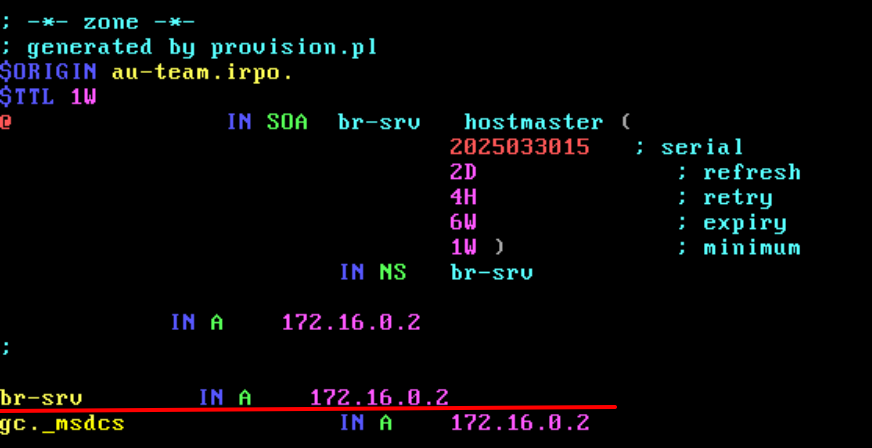 ; -*- zone -*-
; generated by provision.pl
$ORIGIN au-team.irpo.
$TTL 1W
@ IN SOA br-srv hostmaster (
2025033015 ; serial
2D ; refresh
4H ; retry
6W ; expiry
1W ) ; minimum
IN NS br-srv
IN A 172.16.0.2
;
br-srv IN A 172.16.0.2
gc._msdcs IN A 172.16.0.2